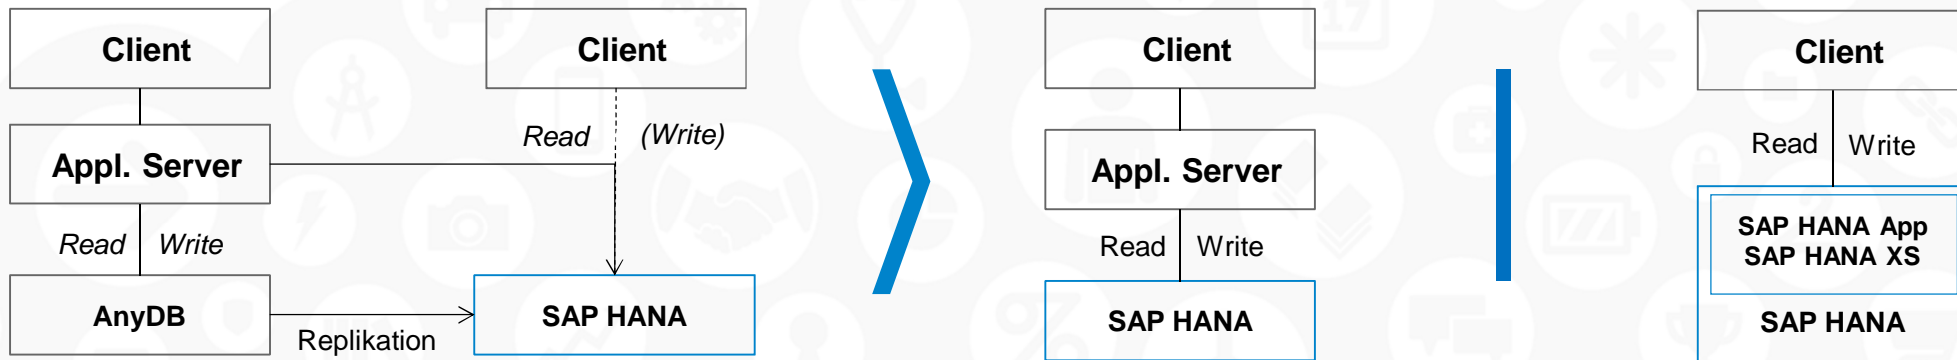 Client
Client
Appl. Server
Read (Write)
Read Write
AnyDB
Replikation
SAP HANA
Client
Appl. Server
Read Write
SAP HANA
17
Client
Read Write
SAP HANA App
SAP HANA XS
SAP HANA